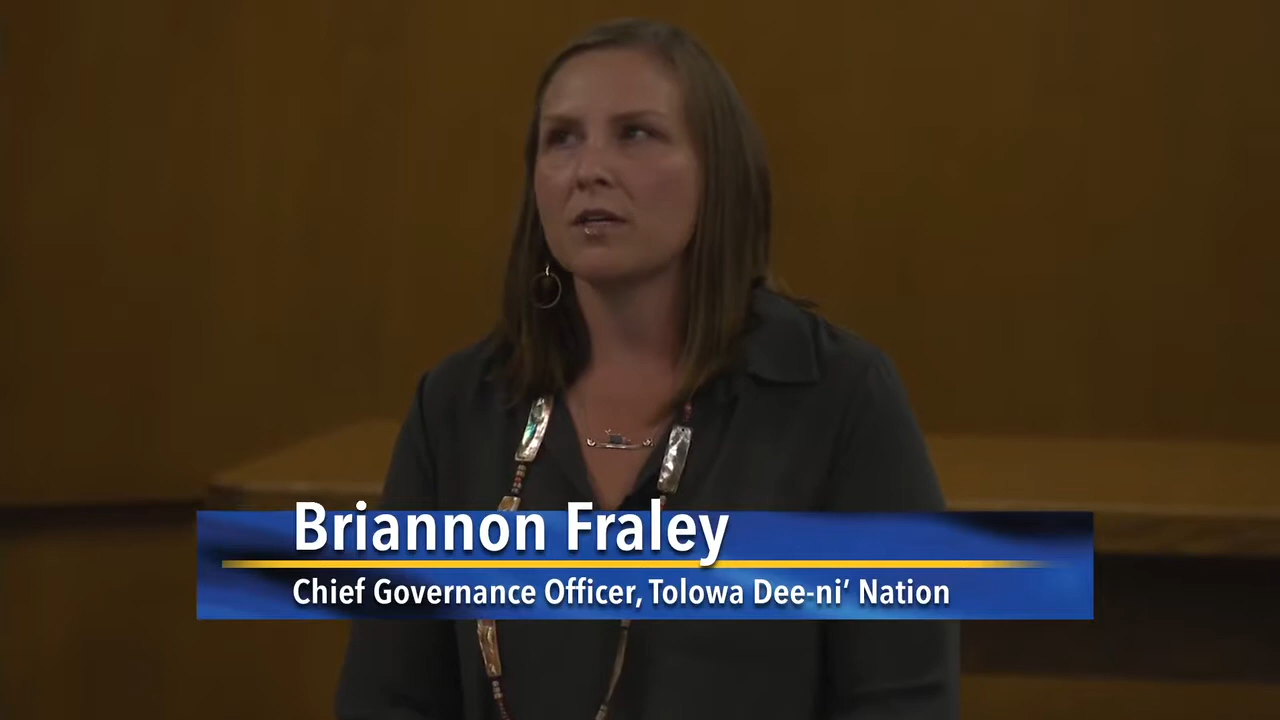 Briannon Fraley
Chief Governance Officer, Tolowa Dee-ni’ Nation